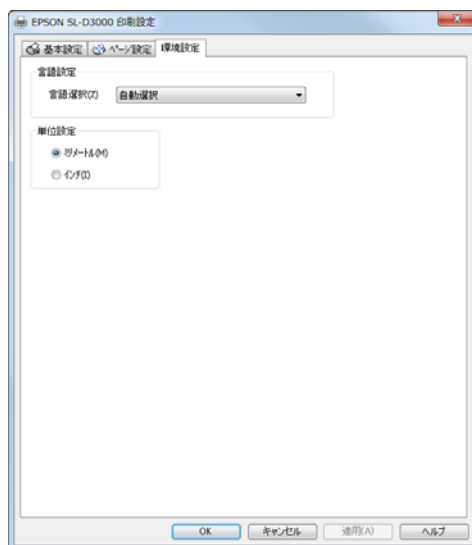 EPSON SL-D3000 印刷設定
基本設定 ページ設定 環境設定
言語設定
言語選択(Z) 自動選択
単位設定
ミリメートル(M)
インチ(I)
OK キャンセル 適用(A) ヘルプ